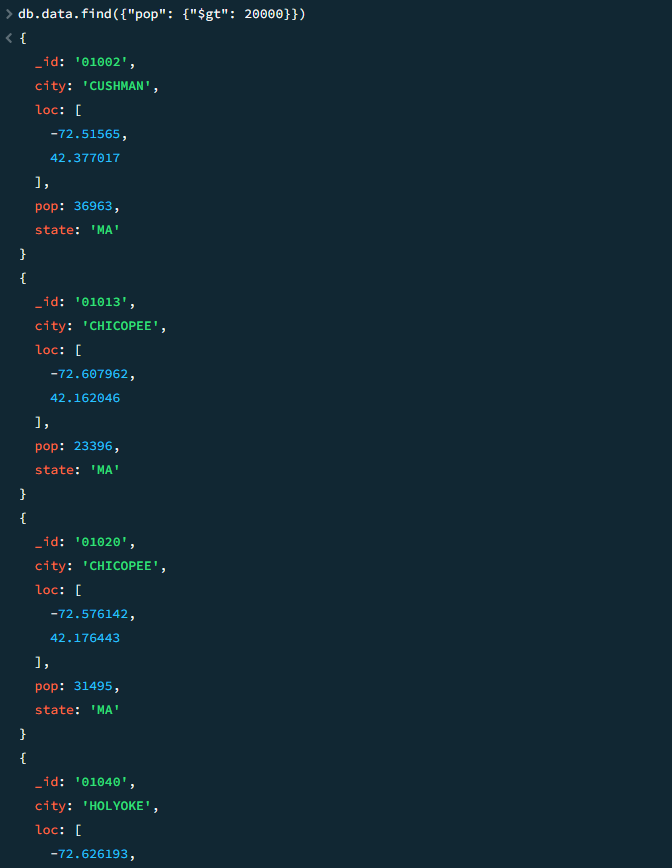 > db.data.find({"pop": {"$gt": 20000}})
< {
_id: '01002',
city: 'CUSHMAN',
loc: [
-72.51565,
42.377017
],
pop: 36963,
state: 'MA'
}
{
_id: '01013',
city: 'CHICOPEE',
loc: [
-72.607962,
42.162046
],
pop: 23396,
state: 'MA'
}
{
_id: '01020',
city: 'CHICOPEE',
loc: [
-72.576142,
42.176443
],
pop: 31495,
state: 'MA'
}
{
_id: '01040',
city: 'HOLYOKE',
loc: [
-72.626193,